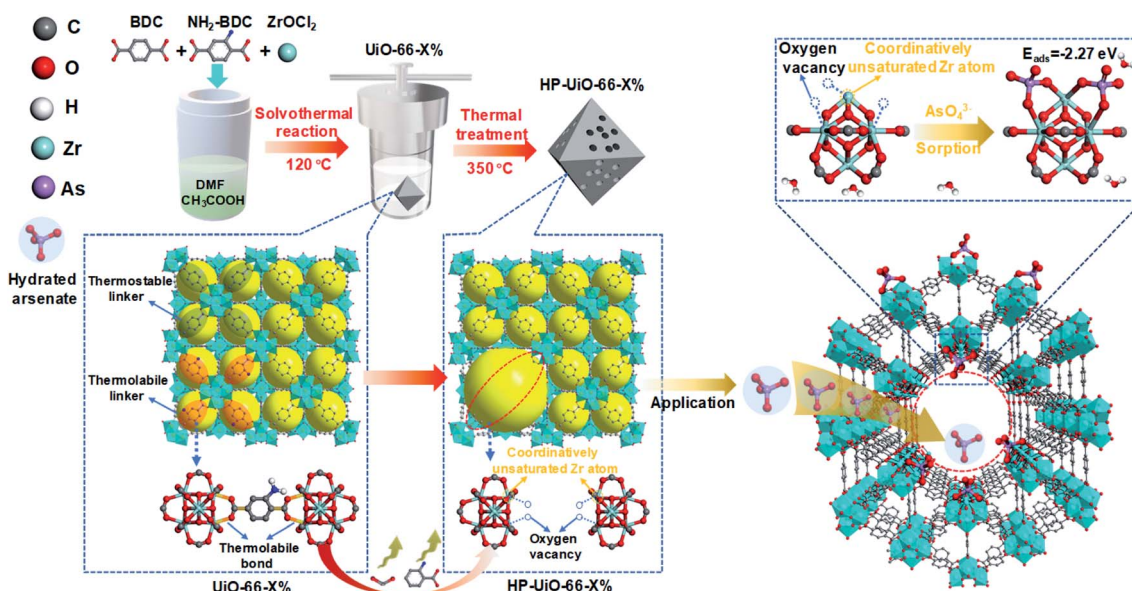 C
O
H
Zr
As
Hydrated
arsenate
BDC
NH₂-BDC
ZrOCl₂
+
+
DMF
CH₃COOH
Solvothermal
reaction
120 °C
UiO-66-X%
Thermal
treatment
350 °C
HP-UiO-66-X%
Thermostable
linker
Thermolabile
linker
Thermolabile
bond
UiO-66-X%
Coordinatively
unsaturated Zr atom
Oxygen
vacancy
HP-UiO-66-X%
Application
Oxygen
vacancy
Coordinatively
unsaturated Zr atom
AsO₄³⁻
Sorption
E_ads=-2.27 eV